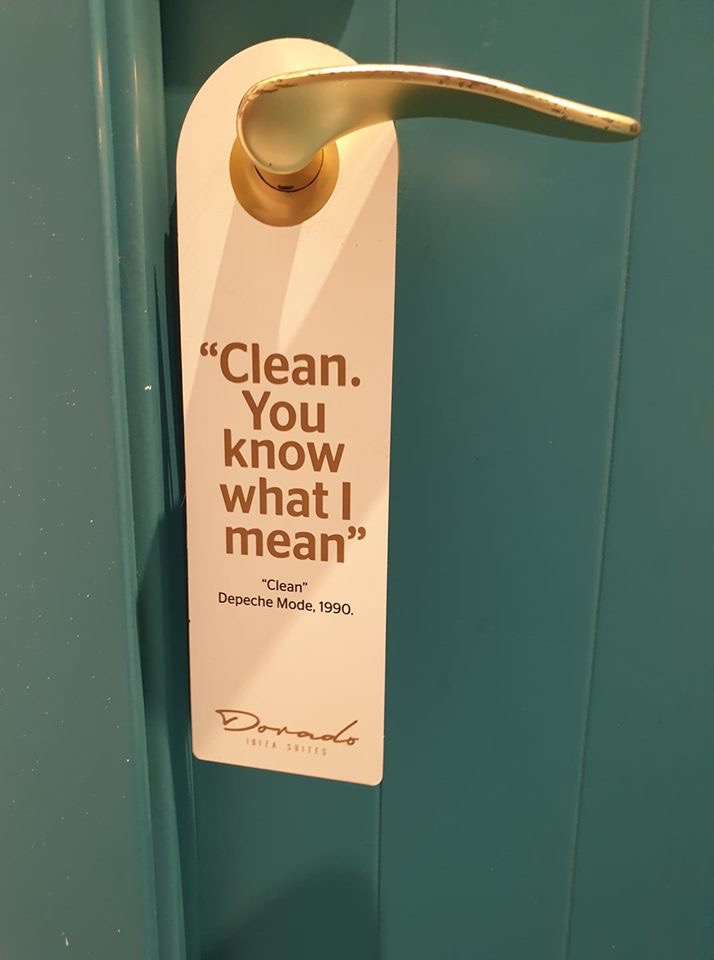 “Clean.
You
know
what I
mean”
"Clean"
Depeche Mode, 1990.
Dorado
IBIZA SUITES